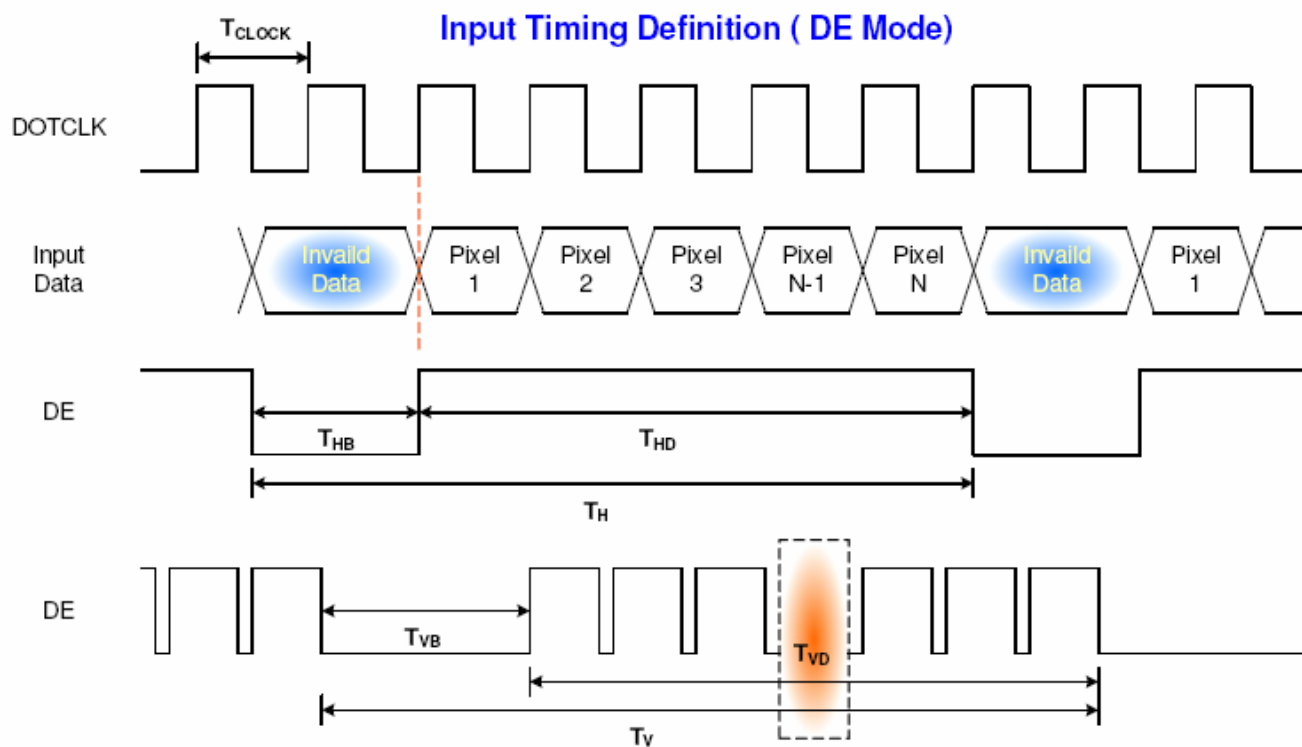 Input Timing Definition ( DE Mode)
TCLOCK
DOTCLK
Input
Data
Invaild
Data
Pixel
1
Pixel
2
Pixel
3
Pixel
N-1
Pixel
N
Invaild
Data
Pixel
1
DE
THB
THD
TH
DE
TVB
TVD
TV